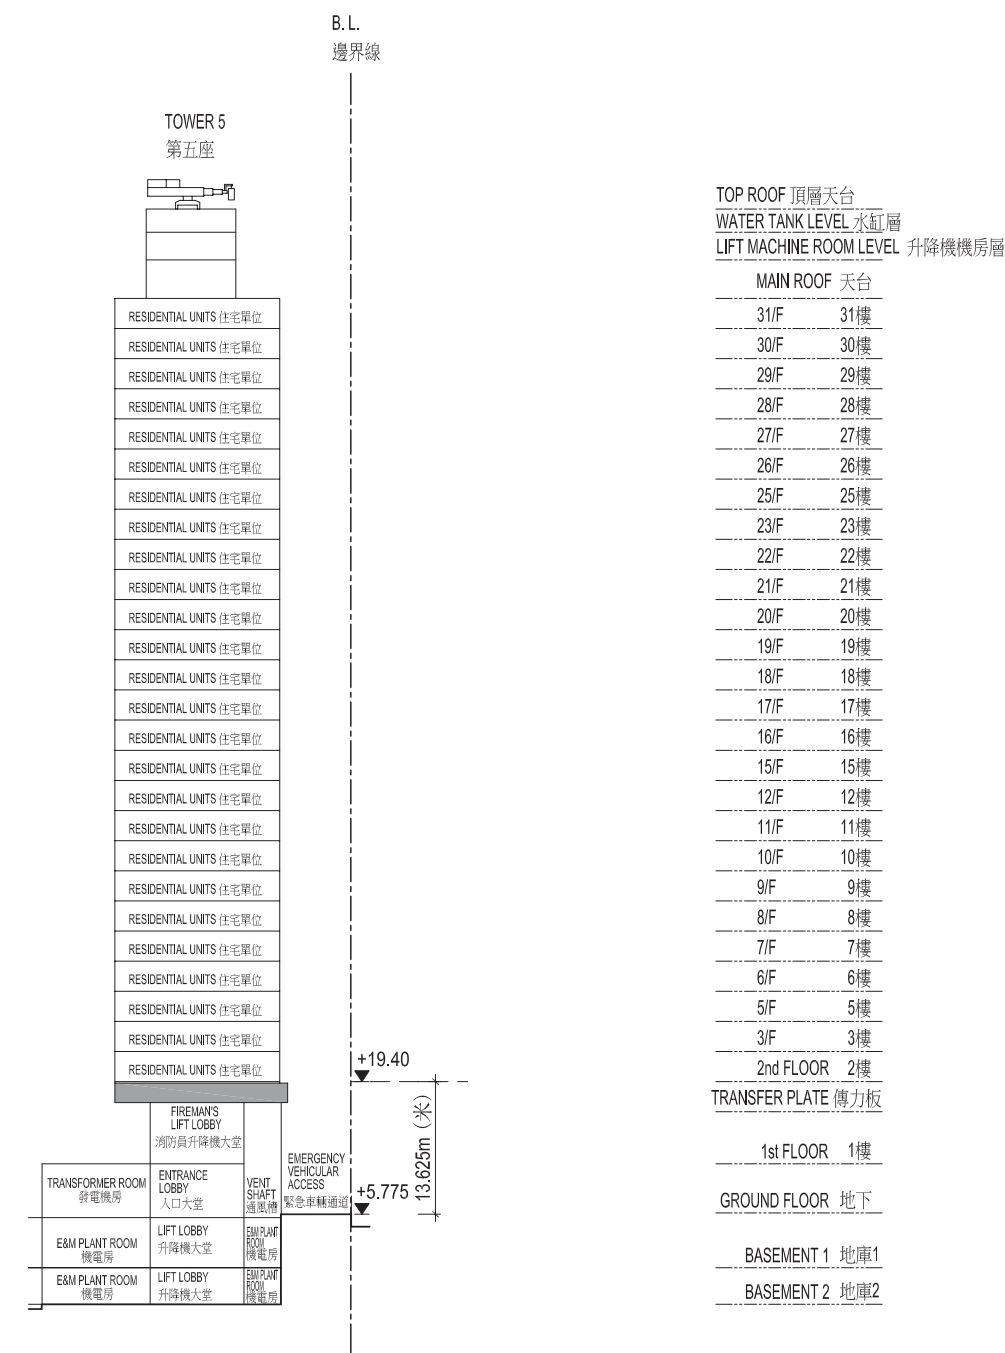 B. L.
邊界線
TOWER 5
第五座
TOP ROOF 頂層天台
WATER TANK LEVEL 水缸層
LIFT MACHINE ROOM LEVEL 升降機機房層
MAIN ROOF 天台
RESIDENTIAL UNITS 住宅單位 31/F 31樓
RESIDENTIAL UNITS 住宅單位 30/F 30樓
RESIDENTIAL UNITS 住宅單位 29/F 29樓
RESIDENTIAL UNITS 住宅單位 28/F 28樓
RESIDENTIAL UNITS 住宅單位 27/F 27樓
RESIDENTIAL UNITS 住宅單位 26/F 26樓
RESIDENTIAL UNITS 住宅單位 25/F 25樓
RESIDENTIAL UNITS 住宅單位 23/F 23樓
RESIDENTIAL UNITS 住宅單位 22/F 22樓
RESIDENTIAL UNITS 住宅單位 21/F 21樓
RESIDENTIAL UNITS 住宅單位 20/F 20樓
RESIDENTIAL UNITS 住宅單位 19/F 19樓
RESIDENTIAL UNITS 住宅單位 18/F 18樓
RESIDENTIAL UNITS 住宅單位 17/F 17樓
RESIDENTIAL UNITS 住宅單位 16/F 16樓
RESIDENTIAL UNITS 住宅單位 15/F 15樓
RESIDENTIAL UNITS 住宅單位 12/F 12樓
RESIDENTIAL UNITS 住宅單位 11/F 11樓
RESIDENTIAL UNITS 住宅單位 10/F 10樓
RESIDENTIAL UNITS 住宅單位 9/F 9樓
RESIDENTIAL UNITS 住宅單位 8/F 8樓
RESIDENTIAL UNITS 住宅單位 7/F 7樓
RESIDENTIAL UNITS 住宅單位 6/F 6樓
RESIDENTIAL UNITS 住宅單位 5/F 5樓
RESIDENTIAL UNITS 住宅單位 3/F 3樓
+19.40
RESIDENTIAL UNITS 住宅單位 2nd FLOOR 2樓
TRANSFER PLATE 傳力板
13.625m (米)
FIREMAN'S
LIFT LOBBY
消防員升降機大堂
1st FLOOR 1樓
TRANSFORMER ROOM
發電機房
ENTRANCE
LOBBY
入口大堂
VENT
SHAFT
通風槽
EMERGENCY
VEHICULAR
ACCESS
緊急車輛通道
+5.775
GROUND FLOOR 地下
E&M PLANT ROOM
機電房
LIFT LOBBY
升降機大堂
E&M PLANT
ROOM
機電房
BASEMENT 1 地庫1
E&M PLANT ROOM
機電房
LIFT LOBBY
升降機大堂
E&M PLANT
ROOM
機電房
BASEMENT 2 地庫2